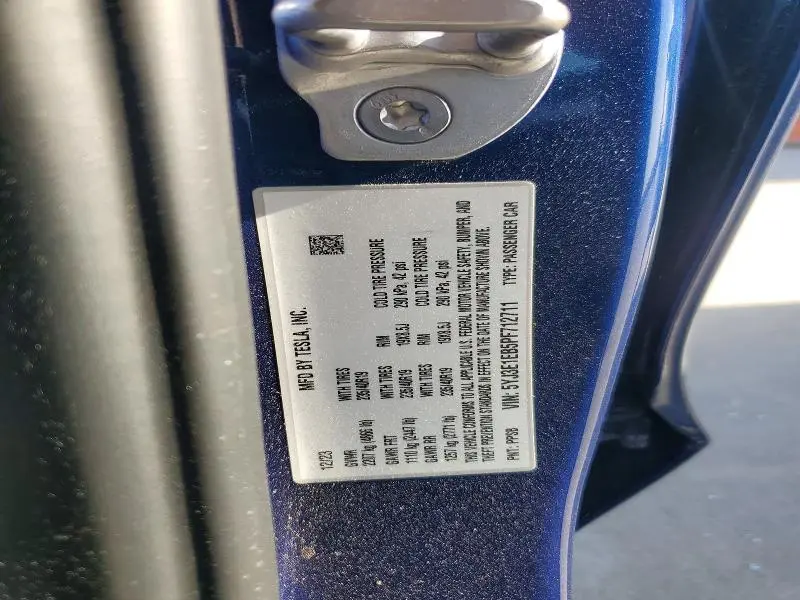 MFD BY TESLA, INC.
12/23
GVWR WITH TIRES RIM COLD TIRE PRESSURE
2207 kg (4866 lb) 235/40R19 19X8.5J 290 kPa, 42 psi
GAWR FRT WITH TIRES RIM COLD TIRE PRESSURE
1110 kg (2447 lb) 235/40R19 19X8.5J 290 kPa, 42 psi
GAWR RR WITH TIRES
1257 kg (2771 lb) 235/40R19
THIS VEHICLE CONFORMS TO ALL APPLICABLE U.S. FEDERAL MOTOR VEHICLE SAFETY, BUMPER, AND
THEFT PREVENTION STANDARDS IN EFFECT ON THE DATE OF MANUFACTURE SHOWN ABOVE.
PNT: PPSB VIN: 5YJ3E1EB5PF712711 TYPE: PASSENGER CAR